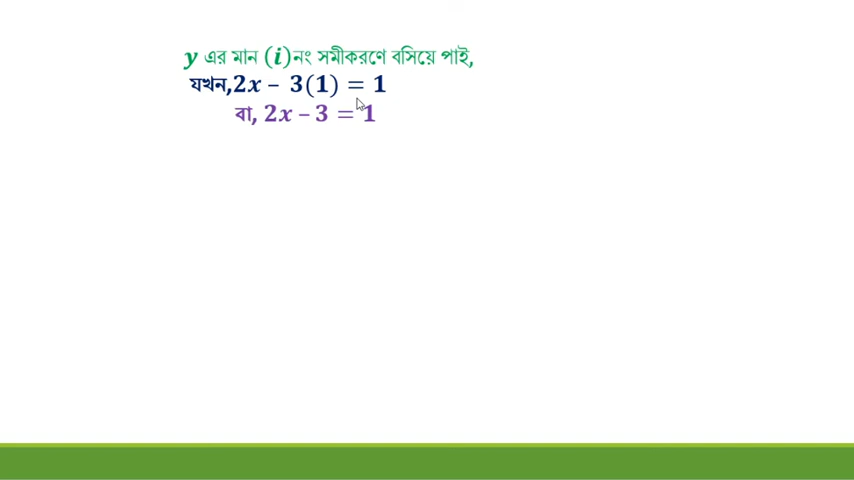 y এর মান (i)নং সমীকরণে বসিয়ে পাই,
যখন,2x – 3(1) = 1
বা, 2x – 3 = 1